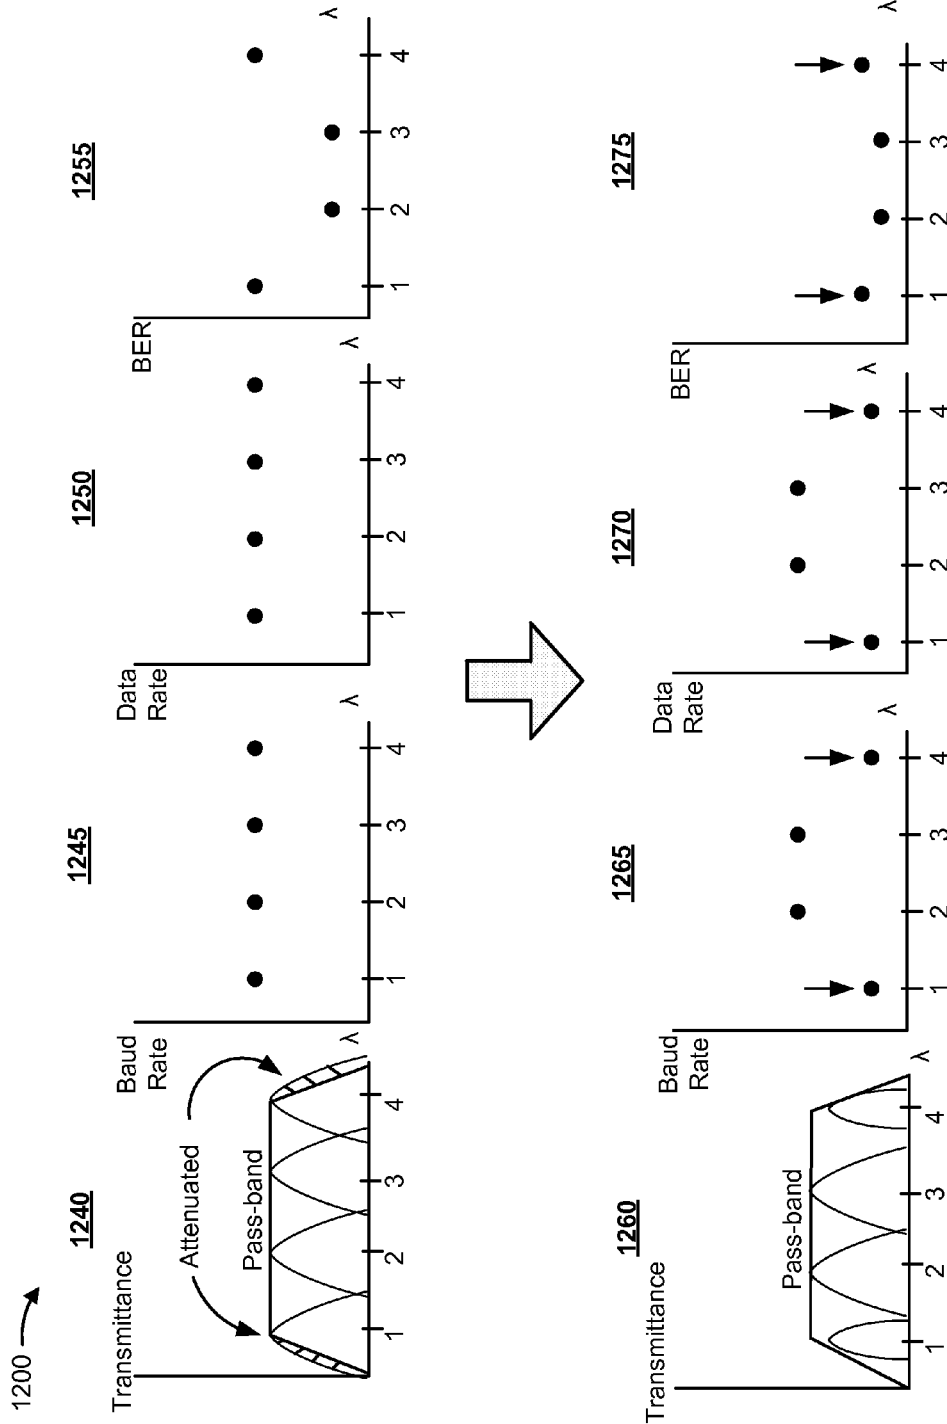 1200
1240
Transmittance
Attenuated
Pass-band
1
2
3
4
λ
1245
Baud
Rate
1
2
3
4
λ
1250
Data
Rate
1
2
3
4
λ
1255
BER
1
2
3
4
λ
1260
Transmittance
Pass-band
1
2
3
4
λ
1265
Baud
Rate
1
2
3
4
λ
1270
Data
Rate
1
2
3
4
λ
1275
BER
1
2
3
4
λ